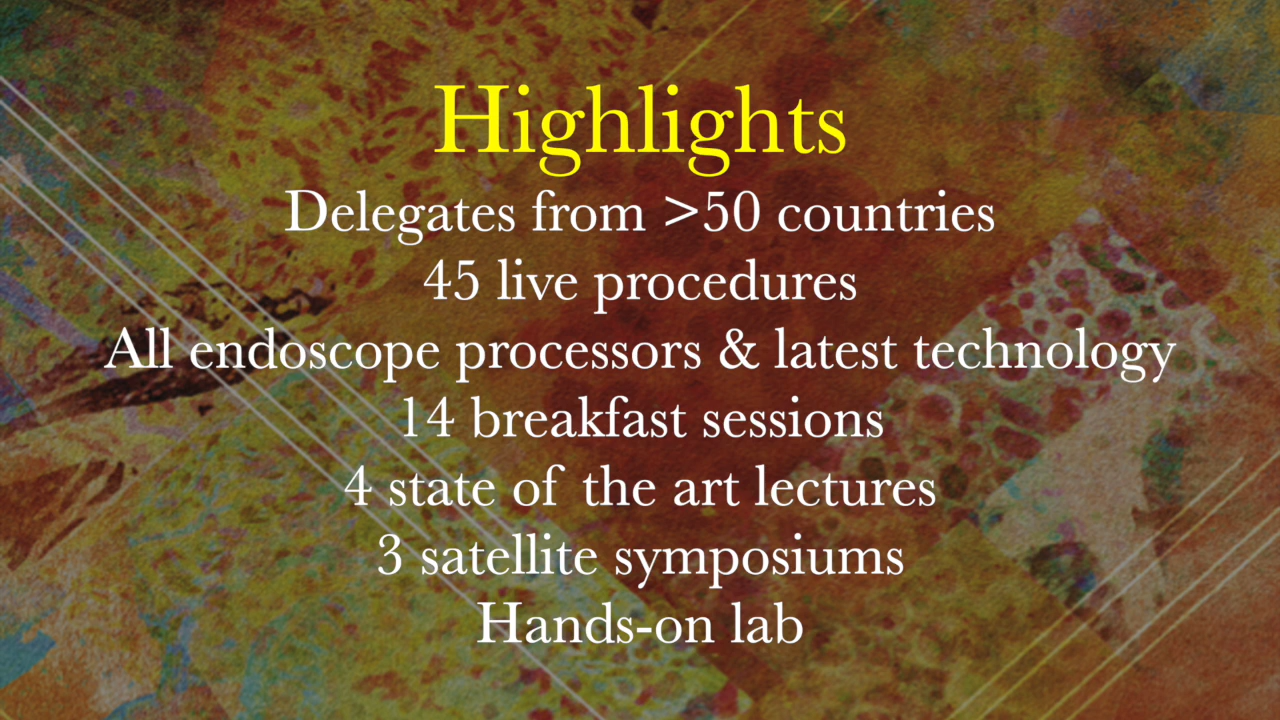 Highlights
Delegates from >50 countries
45 live procedures
All endoscope processors & latest technology
14 breakfast sessions
4 state of the art lectures
3 satellite symposiums
Hands-on lab